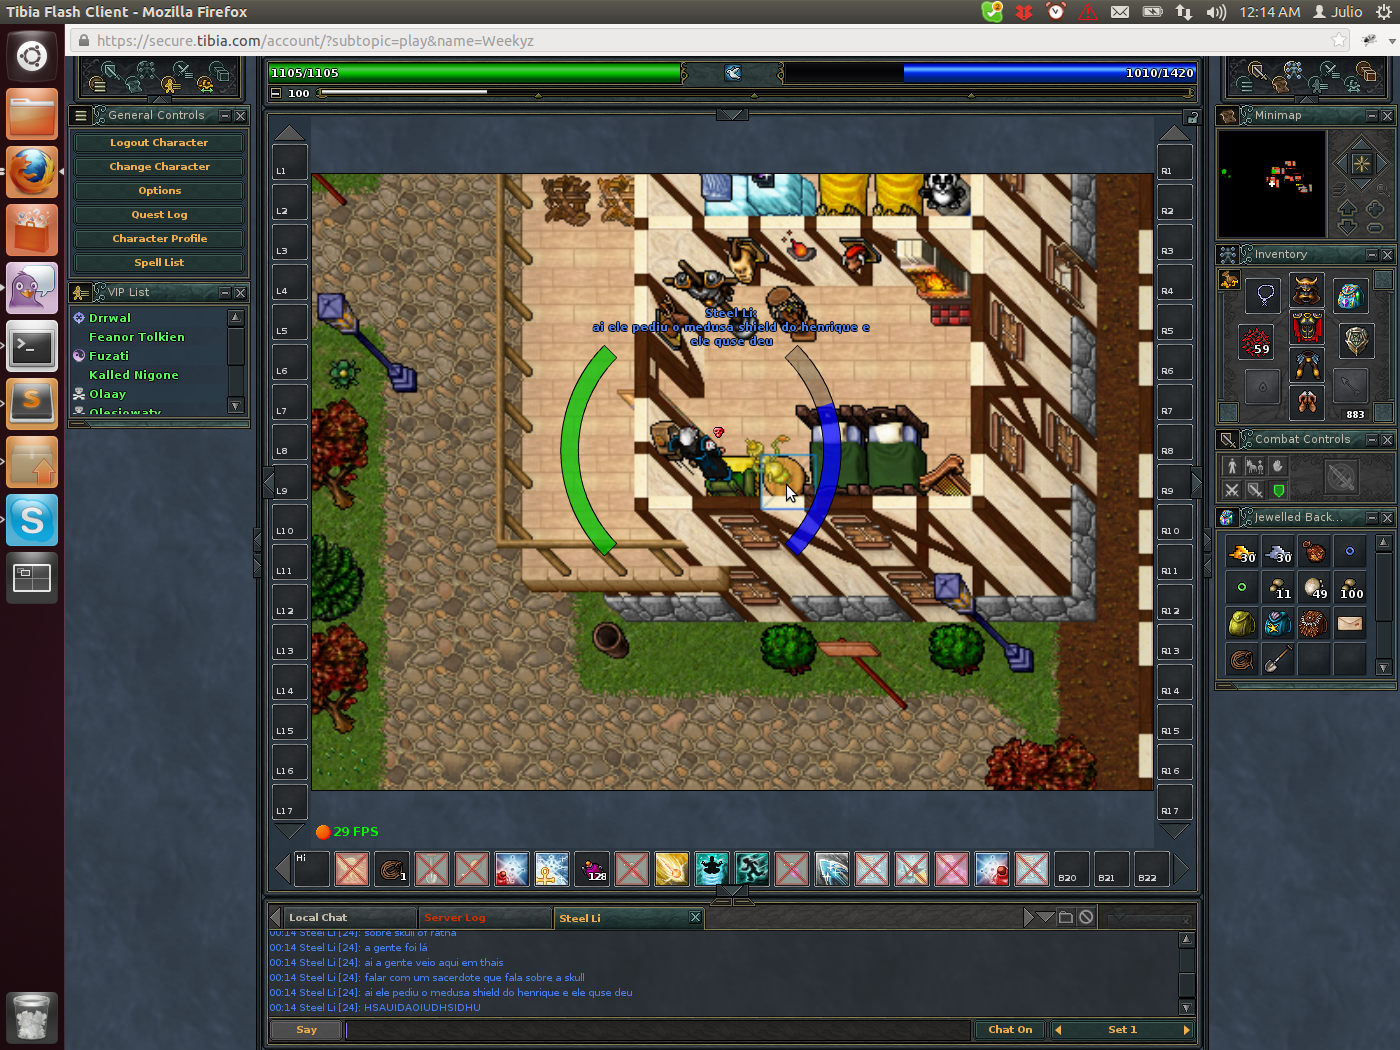 Tibia Flash Client - Mozilla Firefox
12:14 AM
Julio
https://secure.tibia.com/account/?subtopic=play&name=Weekyz
1105/1105
1010/1420
100
General Controls
Logout Character
Change Character
Options
Quest Log
Character Profile
Spell List
VIP List
Drrwal
Feanor Tolkien
Fuzati
Kalled Nigone
Olaay
Olesiowaty
L1
L2
L3
L4
L5
L6
L7
L8
L9
L10
L11
L12
L13
L14
L15
L16
L17
Steel Li:
ai ele pediu o medusa shield do henrique e
ele quse deu
R1
R2
R3
R4
R5
R6
R7
R8
R9
R10
R11
R12
R13
R14
R15
R16
R17
Minimap
Inventory
59
883
Combat Controls
Jewelled Back...
30
30
11
49
100
29 FPS
Hi
1
128
B20
B21
B22
Local Chat
Server Log
Steel Li
00:14 Steel Li [24]: sobre skull of ratha
00:14 Steel Li [24]: a gente foi lá
00:14 Steel Li [24]: ai a gente veio aqui em thais
00:14 Steel Li [24]: falar com um sacerdote que fala sobre a skull
00:14 Steel Li [24]: ai ele pediu o medusa shield do henrique e ele quse deu
00:14 Steel Li [24]: HSAUIDAOIUDHSIDHU
Say
Chat On
Set 1